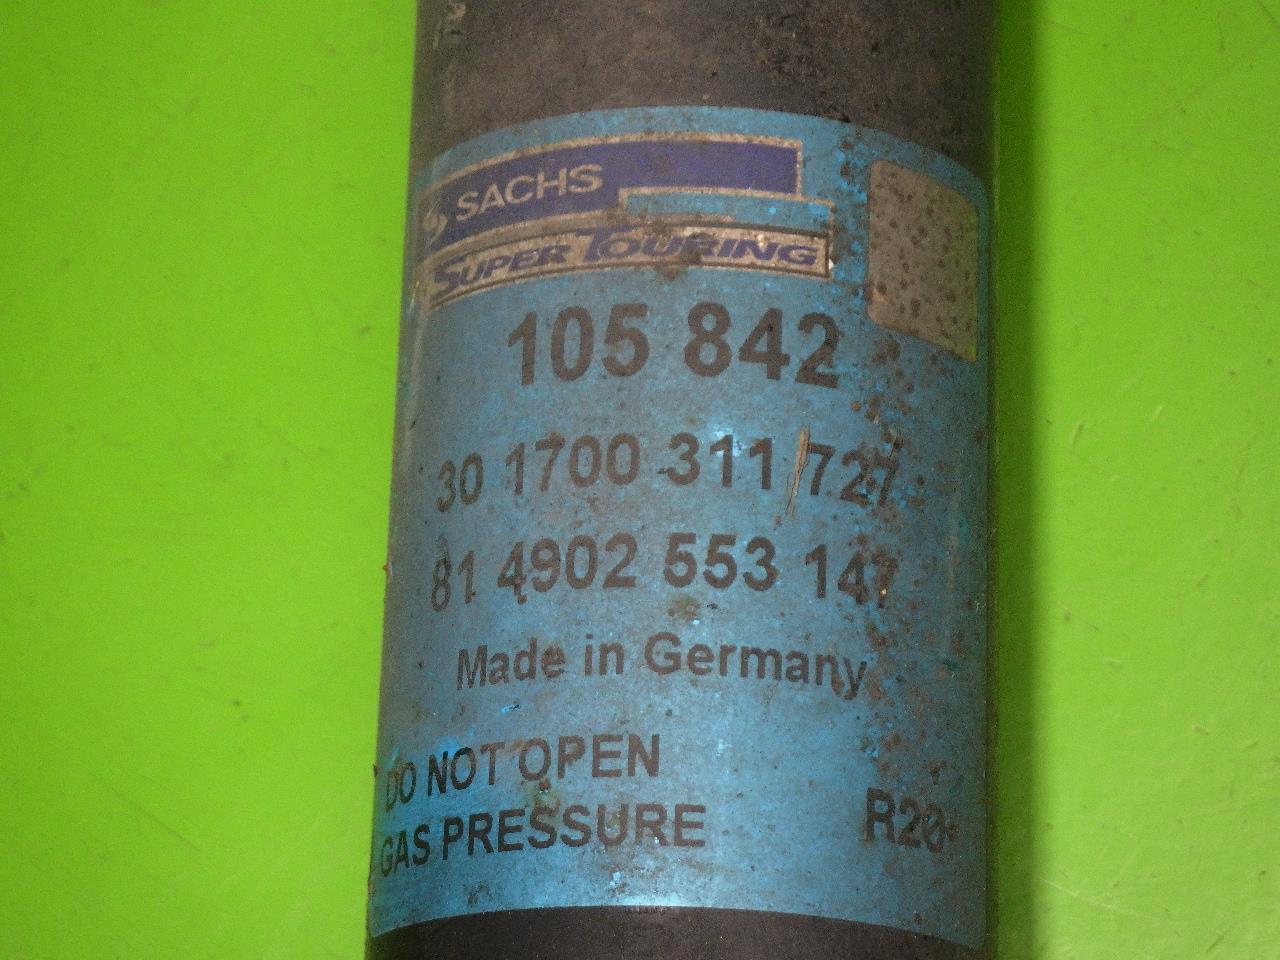 SACHS
SUPER TOURING
105 842
30 1700 311 727
81 4902 553 147
Made in Germany
DO NOT OPEN
GAS PRESSURE
R20